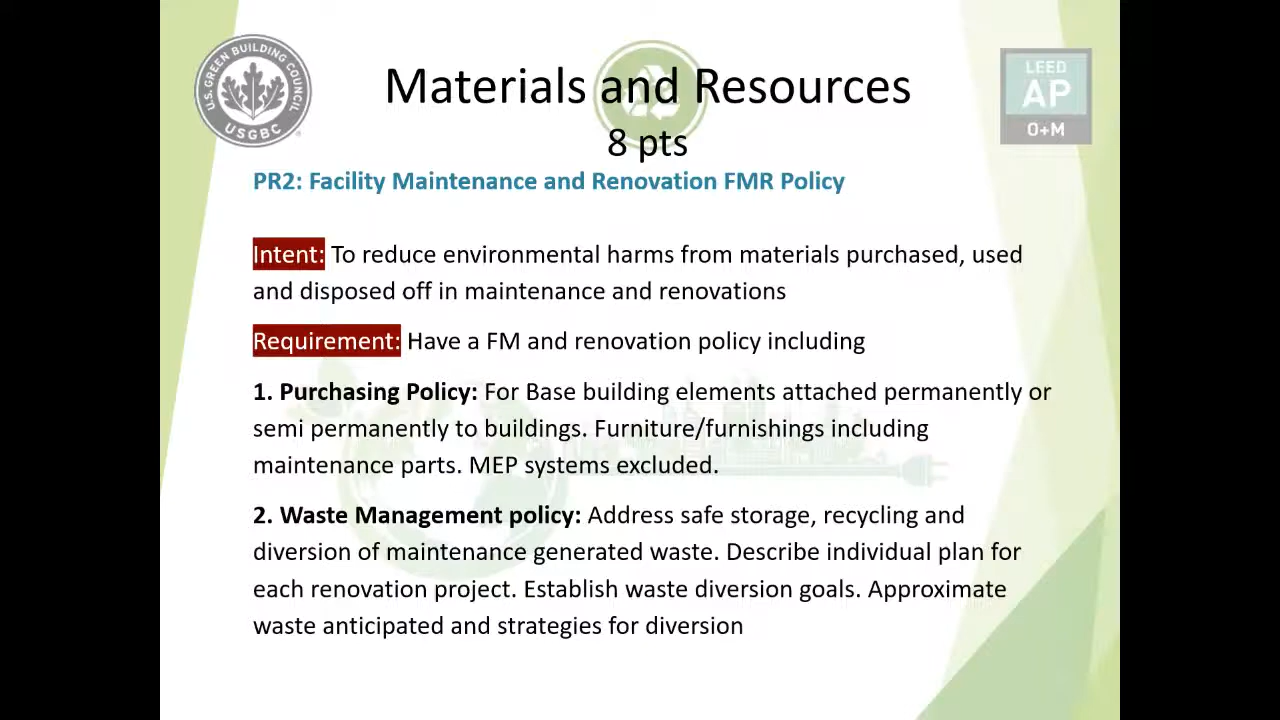 U.S. GREEN BUILDING COUNCIL
USGBC
LEED
AP
O+M
Materials and Resources
8 pts
PR2: Facility Maintenance and Renovation FMR Policy
Intent: To reduce environmental harms from materials purchased, used
and disposed off in maintenance and renovations
Requirement: Have a FM and renovation policy including
1. Purchasing Policy: For Base building elements attached permanently or
semi permanently to buildings. Furniture/furnishings including
maintenance parts. MEP systems excluded.
2. Waste Management policy: Address safe storage, recycling and
diversion of maintenance generated waste. Describe individual plan for
each renovation project. Establish waste diversion goals. Approximate
waste anticipated and strategies for diversion